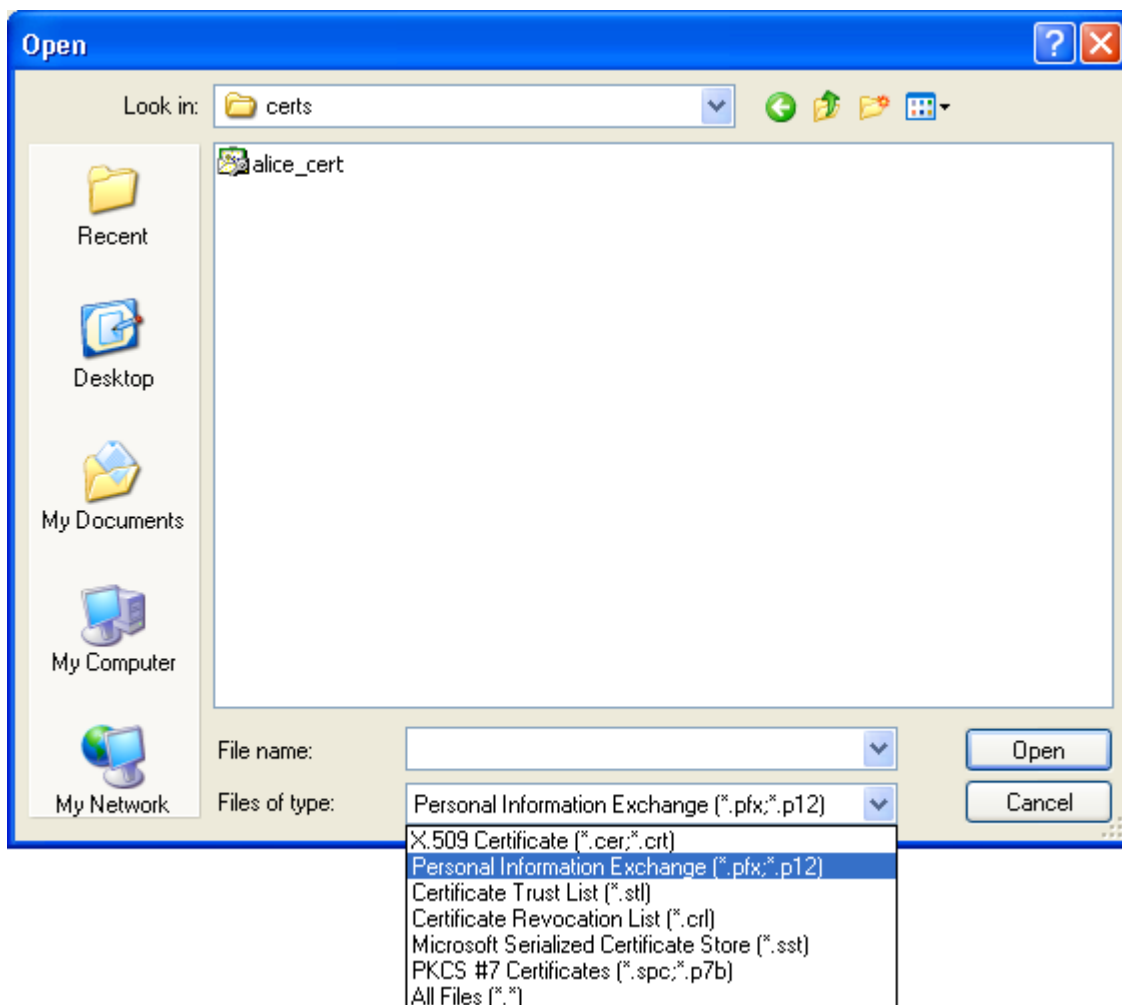 Open
Look in: certs
alice_cert
Recent
Desktop
My Documents
My Computer
My Network
File name:
Open
Files of type: Personal Information Exchange (*.pfx;*.p12)
Cancel
X.509 Certificate (*.cer;*.crt)
Personal Information Exchange (*.pfx;*.p12)
Certificate Trust List (*.stl)
Certificate Revocation List (*.crl)
Microsoft Serialized Certificate Store (*.sst)
PKCS #7 Certificates (*.spc;*.p7b)
All Files (*.*)